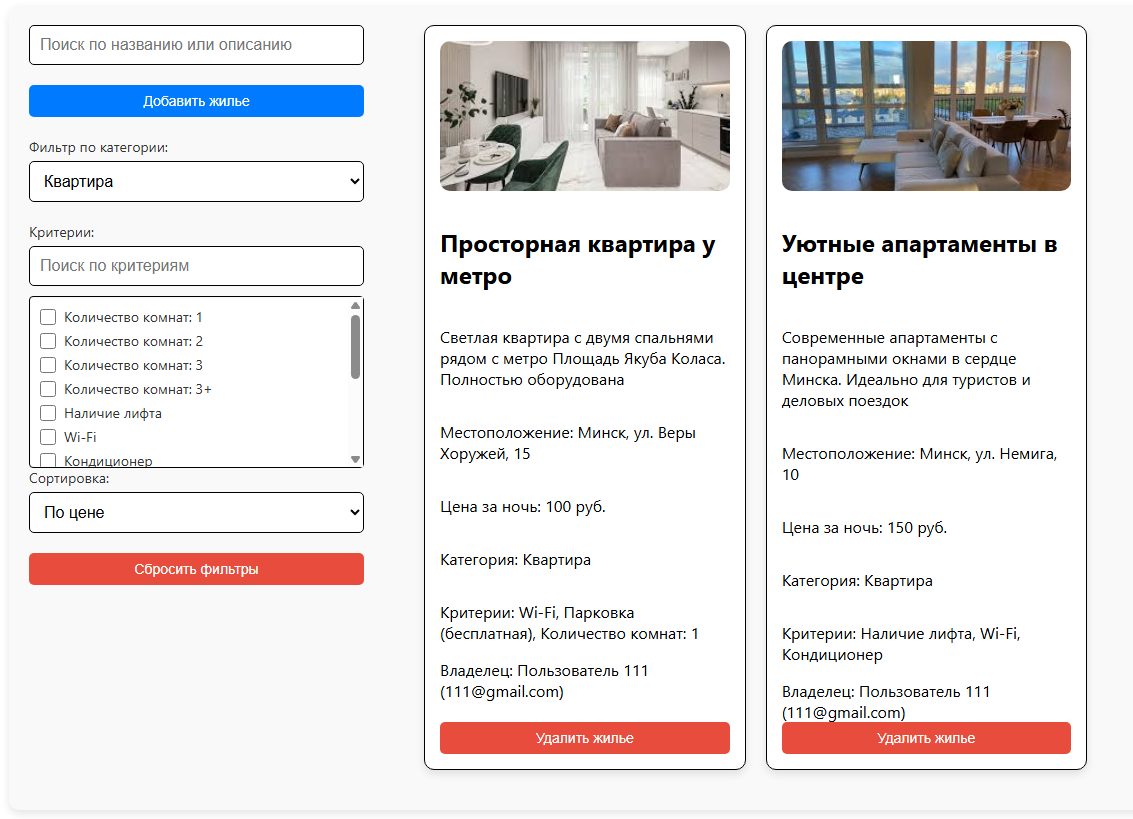 Поиск по названию или описанию
Добавить жилье
Фильтр по категории:
Квартира
Критерии:
Поиск по критериям
Количество комнат: 1
Количество комнат: 2
Количество комнат: 3
Количество комнат: 3+
Наличие лифта
Wi-Fi
Кондиционер
Сортировка:
По цене
Сбросить фильтры
Просторная квартира у
метро
Светлая квартира с двумя спальнями
рядом с метро Площадь Якуба Коласа.
Полностью оборудована
Местоположение: Минск, ул. Веры
Хоружей, 15
Цена за ночь: 100 руб.
Категория: Квартира
Критерии: Wi-Fi, Парковка
(бесплатная), Количество комнат: 1
Владелец: Пользователь 111
(111@gmail.com)
Удалить жилье
Уютные апартаменты в
центре
Современные апартаменты с
панорамными окнами в сердце
Минска. Идеально для туристов и
деловых поездок
Местоположение: Минск, ул. Немига,
10
Цена за ночь: 150 руб.
Категория: Квартира
Критерии: Наличие лифта, Wi-Fi,
Кондиционер
Владелец: Пользователь 111
(111@gmail.com)
Удалить жилье